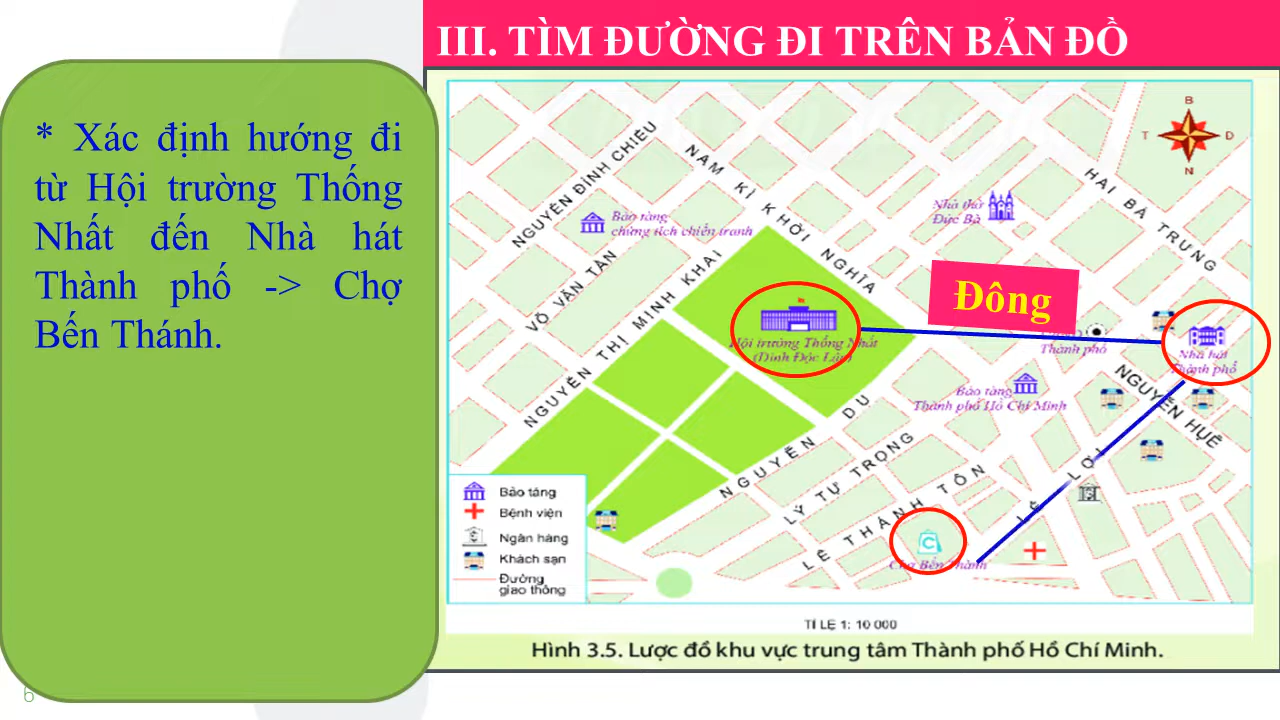 III. TÌM ĐƯỜNG ĐI TRÊN BẢN ĐỒ
* Xác định hướng đi
từ Hội trường Thống
Nhất đến Nhà hát
Thành phố -> Chợ
Bến Thánh.
B
T
D
N
NGUYỄN ĐÌNH CHIỂU
NAM KÌ KHỞI NGHĨA
HAI BÀ TRƯNG
Bảo tàng
chứng tích chiến tranh
Nhà thờ
Đức Bà
VÕ VĂN TẦN
NGUYỄN THỊ MINH KHAI
Đông
Hội trường Thống Nhất
(Dinh Độc Lập)
Thành phố
Nhà hát
Thành phố
Bảo tàng
Thành phố Hồ Chí Minh
NGUYỄN HUỆ
NGUYỄN DU
LÝ TỰ TRỌNG
LÊ THÁNH TÔN
LÊ LỢI
Chợ Bến Thành
Bảo tàng
Bệnh viện
Ngân hàng
Khách sạn
Đường
giao thông
TỈ LỆ 1: 10 000
Hình 3.5. Lược đồ khu vực trung tâm Thành phố Hồ Chí Minh.
6